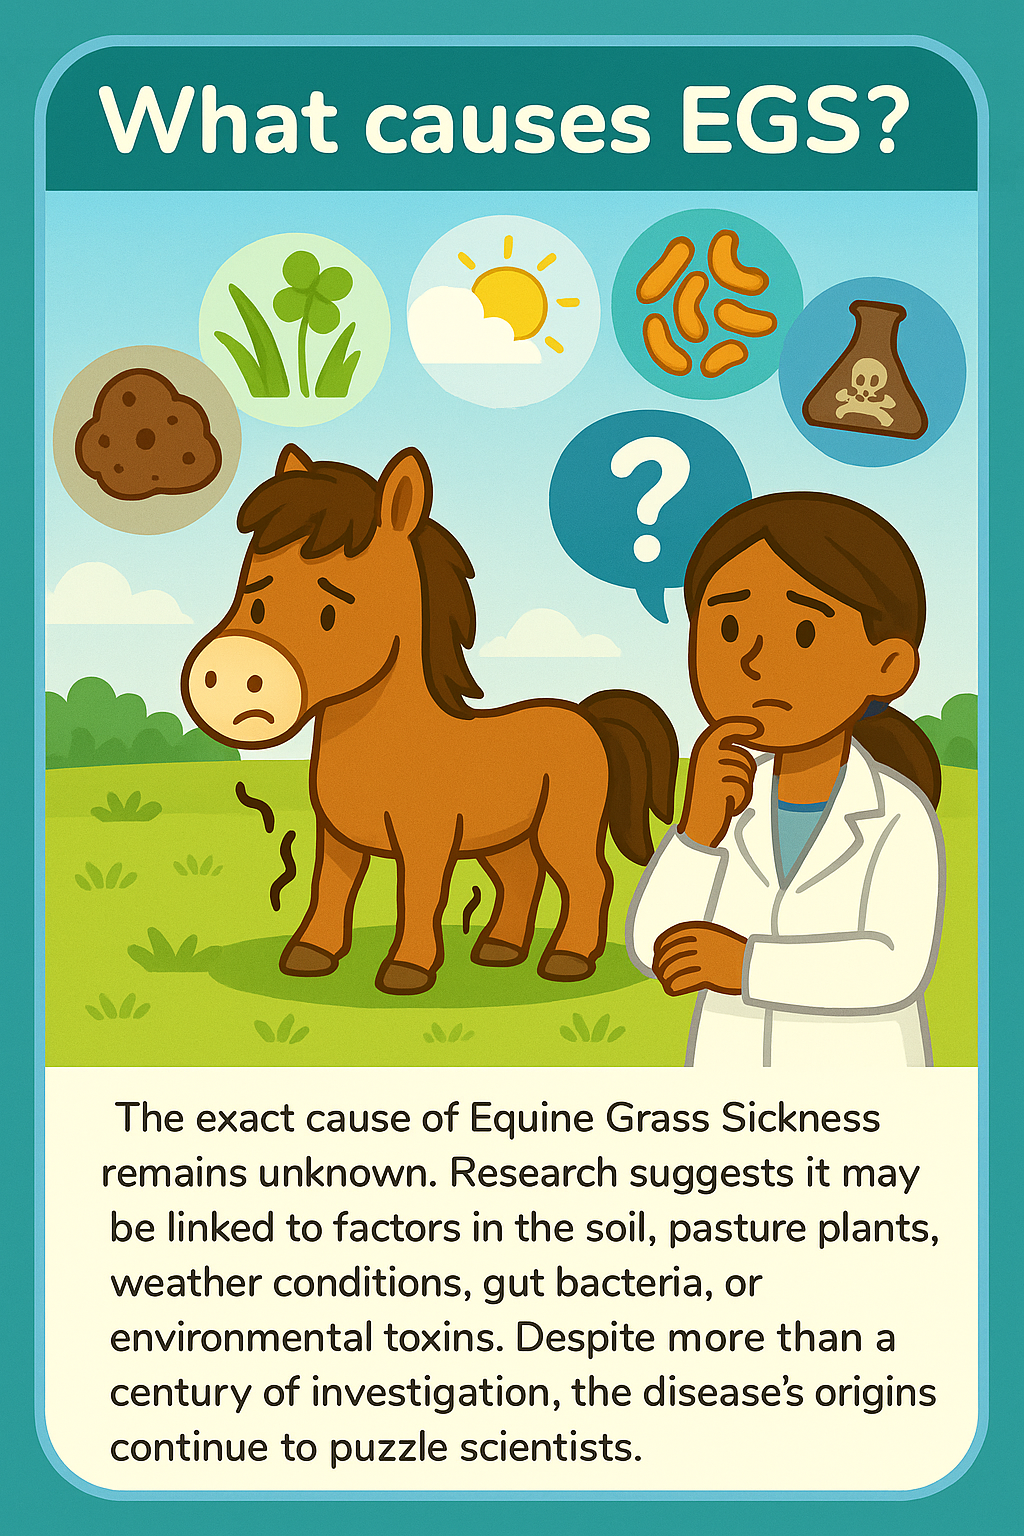 What causes EGS?
?
The exact cause of Equine Grass Sickness
remains unknown. Research suggests it may
be linked to factors in the soil, pasture plants,
weather conditions, gut bacteria, or
environmental toxins. Despite more than a
century of investigation, the disease’s origins
continue to puzzle scientists.